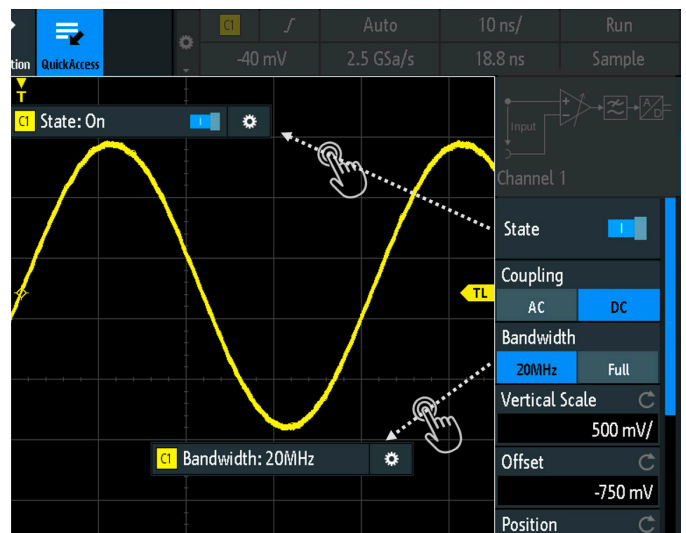 C1 Auto 10 ns/ Run
tion QuickAccess -40 mV 2.5 GSa/s 18.8 ns Sample
T
C1 State: On
Input
A/D
Channel 1
State
Coupling
TL
AC DC
Bandwidth
20MHz Full
Vertical Scale
500 mV/
C1 Bandwidth: 20MHz
Offset
-750 mV
Position